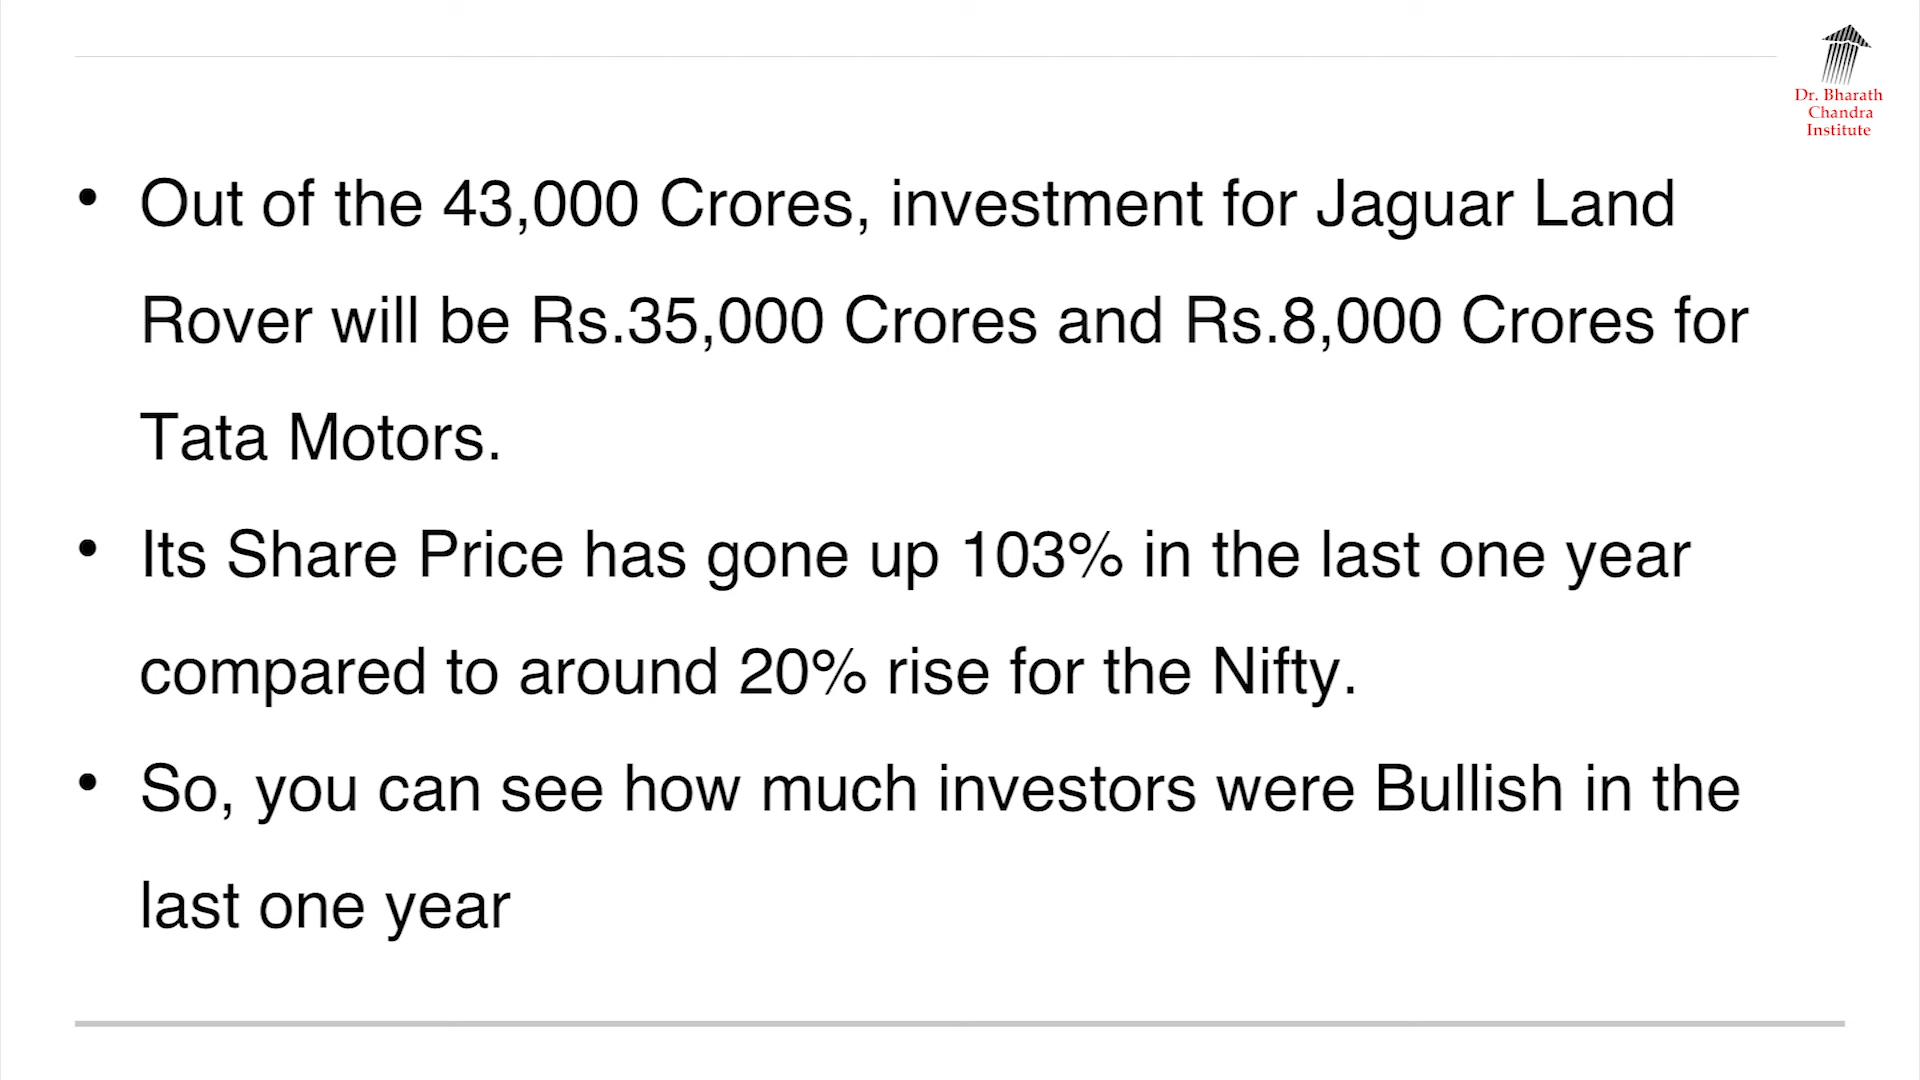 Dr. Bharath
Chandra
Institute
• Out of the 43,000 Crores, investment for Jaguar Land
Rover will be Rs.35,000 Crores and Rs.8,000 Crores for
Tata Motors.
• Its Share Price has gone up 103% in the last one year
compared to around 20% rise for the Nifty.
• So, you can see how much investors were Bullish in the
last one year